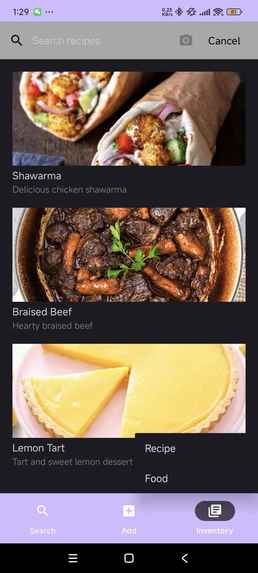 1:29
Search recipes
Cancel
Shawarma
Delicious chicken shawarma
Braised Beef
Hearty braised beef
Lemon Tart
Tart and sweet lemon dessert
Recipe
Food
Search
Add
Inventory